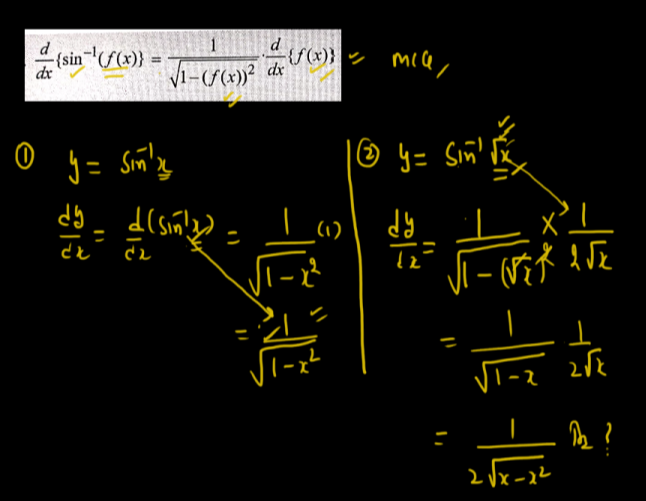 d/dx {sin⁻¹(f(x))} = 1/√(1-(f(x))²) · d/dx {f(x)}
MCQ,
① y = Sin⁻¹x
dy/dx = d(Sin⁻¹x)/dx = 1/√(1-x²) (1)
= 1/√(1-x²)
② y = Sin⁻¹√x
dy/dx = 1/√(1-(√x)²) × 1/2√x
= 1/√(1-x) 1/2√x
= 1/2√(x-x²) ?